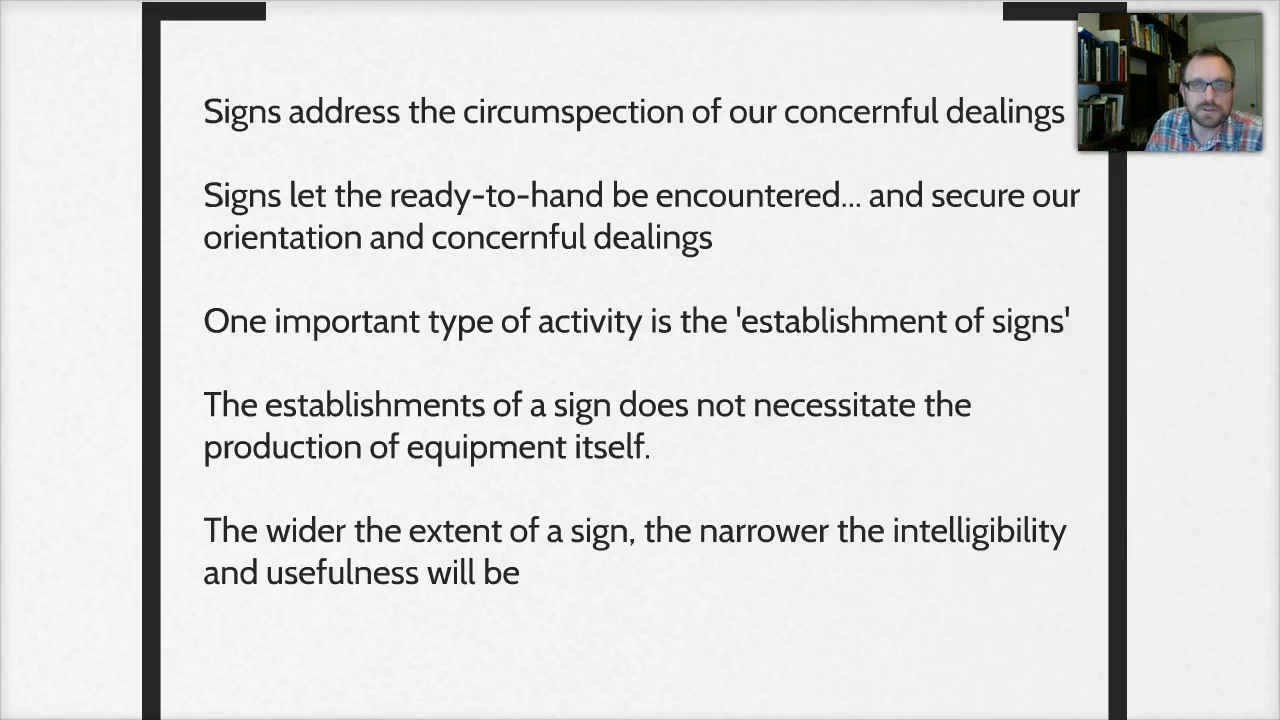 Signs address the circumspection of our concernful dealings
Signs let the ready-to-hand be encountered... and secure our
orientation and concernful dealings
One important type of activity is the 'establishment of signs'
The establishments of a sign does not necessitate the
production of equipment itself.
The wider the extent of a sign, the narrower the intelligibility
and usefulness will be